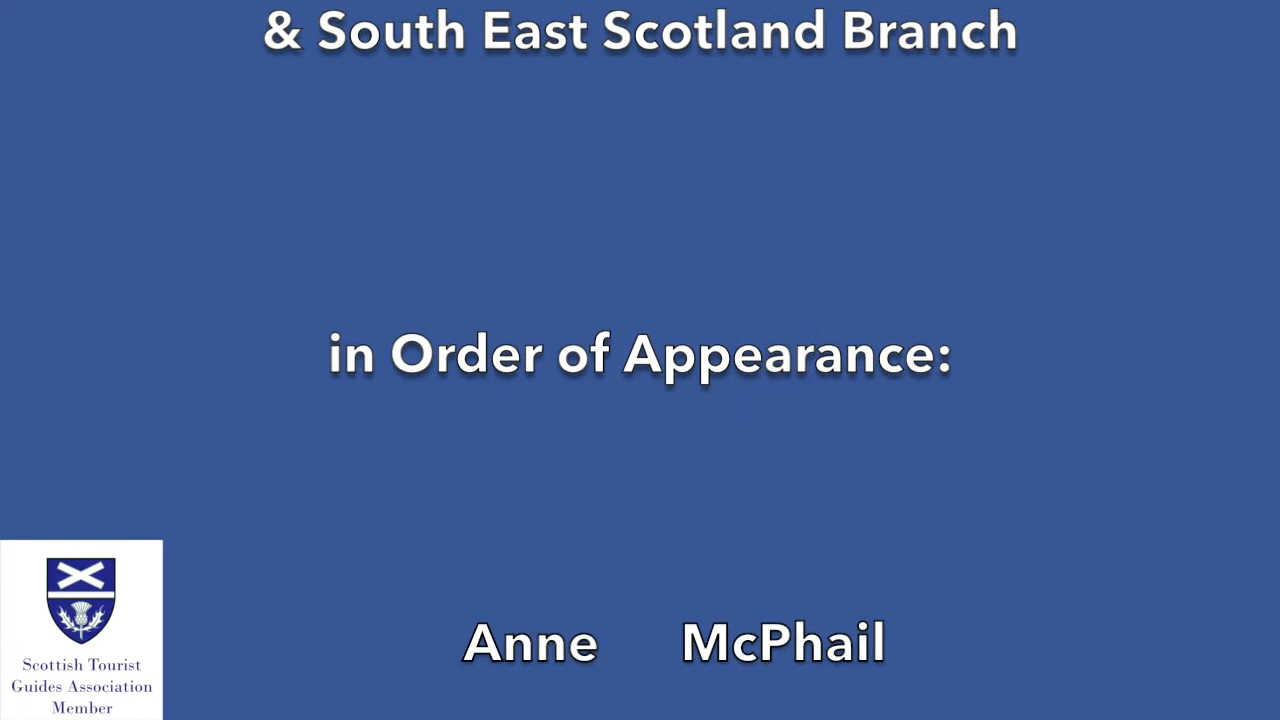 & South East Scotland Branch
in Order of Appearance:
Anne McPhail
Scottish Tourist
Guides Association
Member